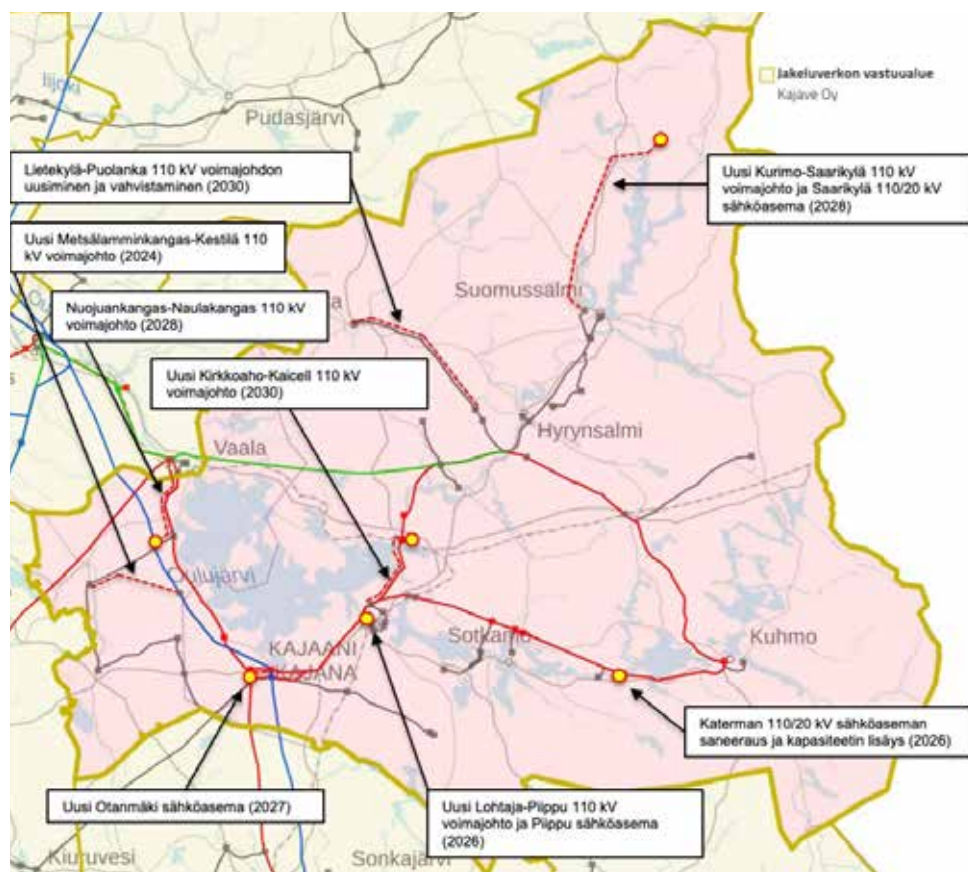 Iijoki
Pudasjärvi
Jakeluverkon vastuualue
Kajave Oy
Lietekylä-Puolanka 110 kV voimajohdon
uusiminen ja vahvistaminen (2030)
Uusi Kurimo-Saarikylä 110 kV
voimajohto ja Saarikylä 110/20 kV
sähköasema (2028)
Uusi Metsälamminkangas-Kestilä 110
kV voimajohto (2024)
Suomussalmi
Nuojuankangas-Naulakangas 110 kV
voimajohto (2028)
Uusi Kirkkoaho-Kaicell 110 kV
voimajohto (2030)
Hyrynsalmi
Vaala
Oulujärvi
Sotkamo
Kuhmo
KAJAANI
KAJANA
Katerman 110/20 kV sähköaseman
saneeraus ja kapasiteetin lisäys (2026)
Uusi Otanmäki sähköasema (2027)
Uusi Lohtaja-Piippu 110 kV
voimajohto ja Piippu sähköasema
(2026)
Kiuruvesi
Sonkajärvi